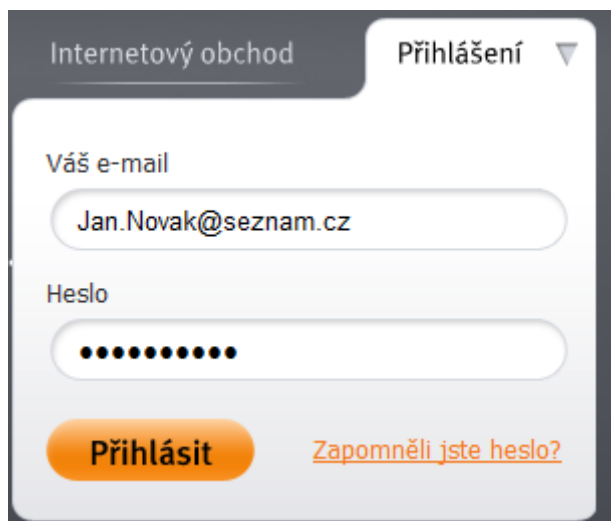 Internetový obchod
Přihlášení
Váš e-mail
Jan.Novak@seznam.cz
Heslo
••••••••••
Přihlásit
Zapomněli jste heslo?